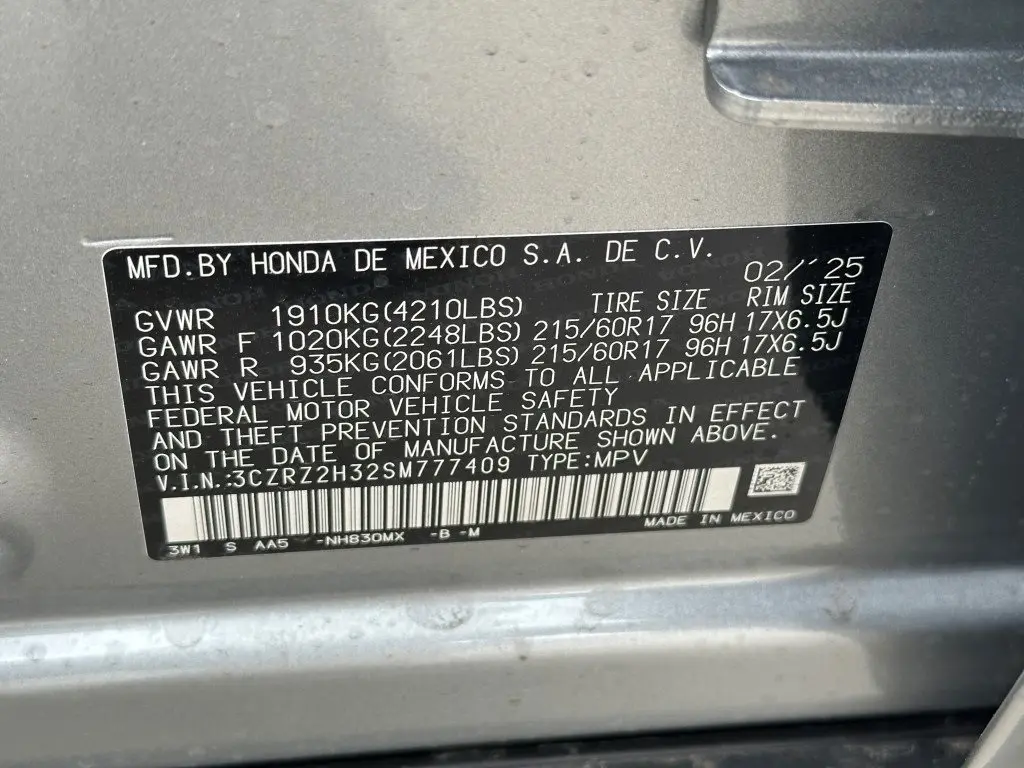 MFD.BY HONDA DE MEXICO S.A. DE C.V.
02/'25
GVWR 1910KG(4210LBS) TIRE SIZE RIM SIZE
GAWR F 1020KG(2248LBS) 215/60R17 96H 17X6.5J
GAWR R 935KG(2061LBS) 215/60R17 96H 17X6.5J
THIS VEHICLE CONFORMS TO ALL APPLICABLE
FEDERAL MOTOR VEHICLE SAFETY
AND THEFT PREVENTION STANDARDS IN EFFECT
ON THE DATE OF MANUFACTURE SHOWN ABOVE.
V.I.N.:3CZRZ2H32SM777409 TYPE:MPV
MADE IN MEXICO
3W1 S AA5 -NH830MX -B -M